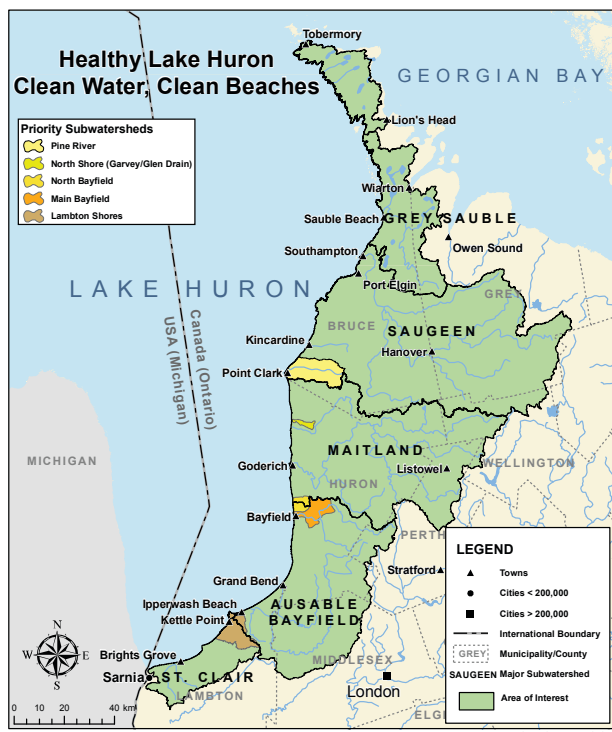 Healthy Lake Huron
Clean Water, Clean Beaches
Priority Subwatersheds
Pine River
North Shore (Garvey/Glen Drain)
North Bayfield
Main Bayfield
Lambton Shores
Tobermory
GEORGIAN BAY
Lion's Head
Wiarton
Sauble Beach
GREY SAUBLE
Owen Sound
Southampton
LAKE HURON
Port Elgin
GREY
BRUCE
SAUGEEN
Canada (Ontario)
USA (Michigan)
Kincardine
Hanover
Point Clark
MAITLAND
MICHIGAN
Goderich
Listowel
WELLINGTON
HURON
Bayfield
PERTH
Stratford
Grand Bend
Ipperwash Beach
Kettle Point
AUSABLE
BAYFIELD
Brights Grove
MIDDLESEX
Sarnia
ST. CLAIR
LAMBTON
London
ELGI
N
W
E
S
0 10 20 40 km
LEGEND
Towns
Cities < 200,000
Cities > 200,000
International Boundary
GREY Municipality/County
SAUGEEN Major Subwatershed
Area of Interest